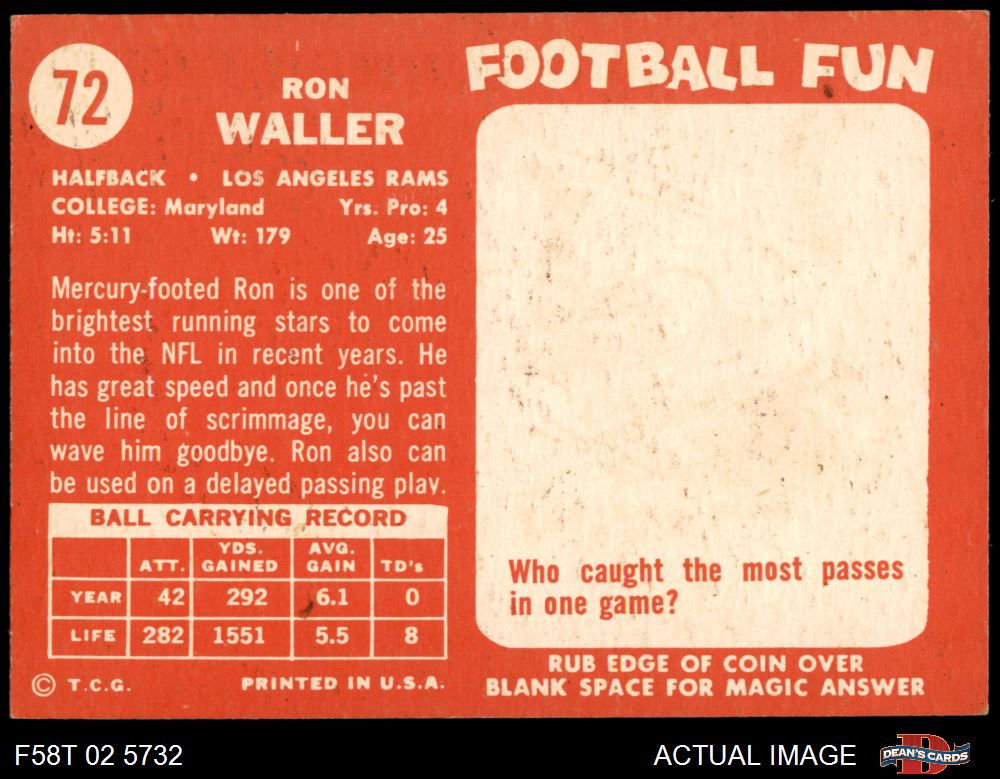 72
RON
WALLER
HALFBACK • LOS ANGELES RAMS
COLLEGE: Maryland Yrs. Pro: 4
Ht: 5:11 Wt: 179 Age: 25
Mercury-footed Ron is one of the
brightest running stars to come
into the NFL in recent years. He
has great speed and once he's past
the line of scrimmage, you can
wave him goodbye. Ron also can
be used on a delayed passing play.
BALL CARRYING RECORD
ATT. YDS. GAINED AVG. GAIN TD's
YEAR 42 292 6.1 0
LIFE 282 1551 5.5 8
© T.C.G. PRINTED IN U.S.A.
FOOTBALL FUN
Who caught the most passes
in one game?
RUB EDGE OF COIN OVER
BLANK SPACE FOR MAGIC ANSWER
F58T 02 5732 ACTUAL IMAGE DEAN'S CARDS